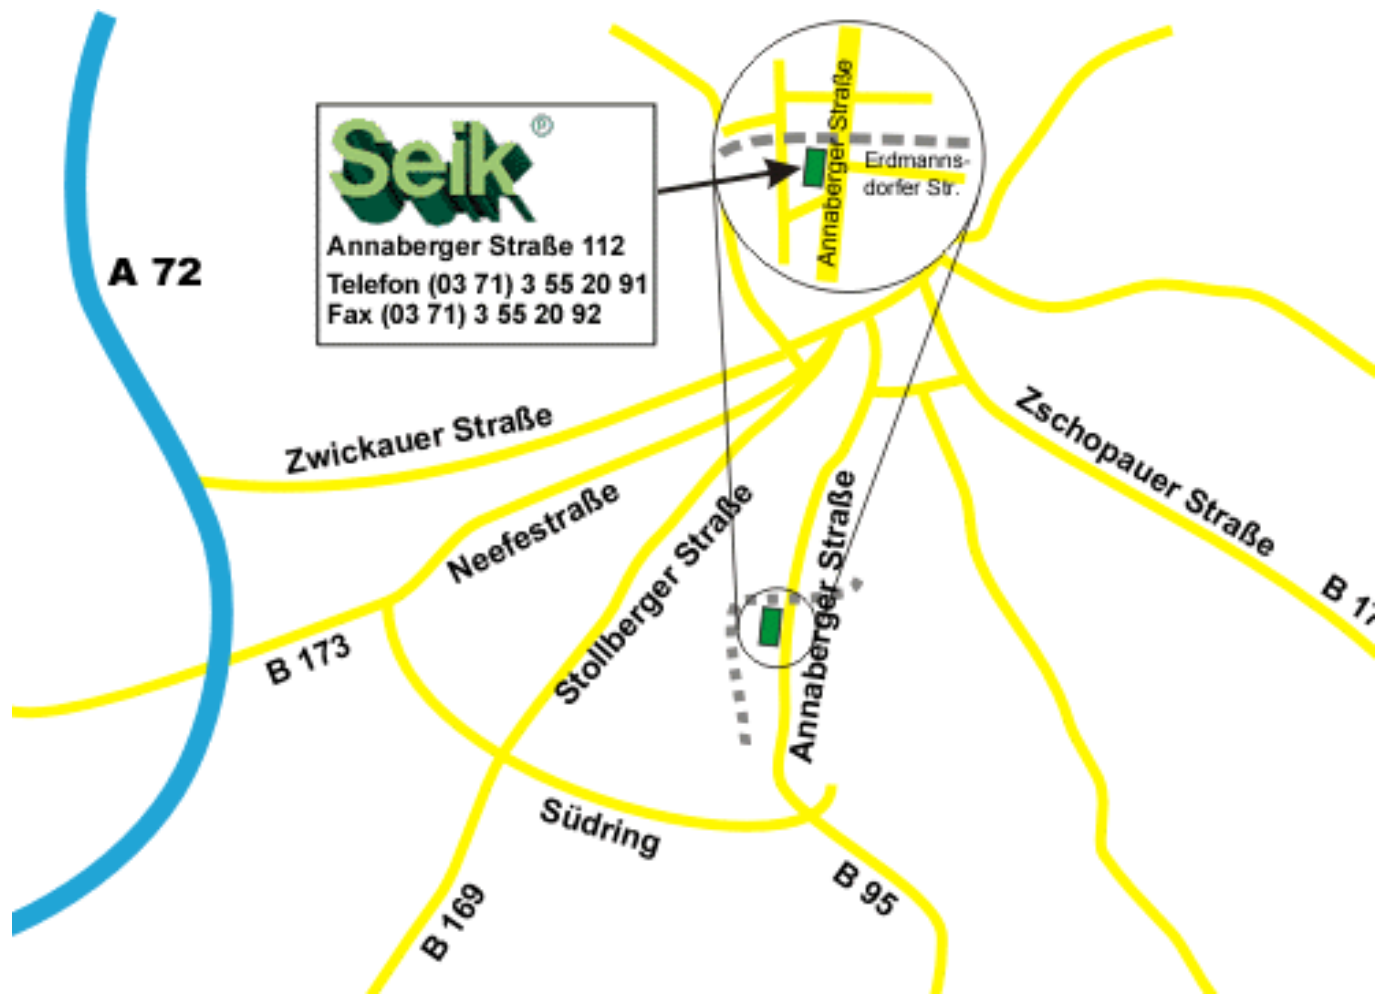 Seik
Annaberger Straße 112
Telefon (03 71) 3 55 20 91
Fax (03 71) 3 55 20 92
Annaberger Straße
Erdmanns-
dorfer Str.
A 72
Zwickauer Straße
Neefestraße
Stollberger Straße
Annaberger Straße
Zschopauer Straße
B 173
Südring
B 169
B 95